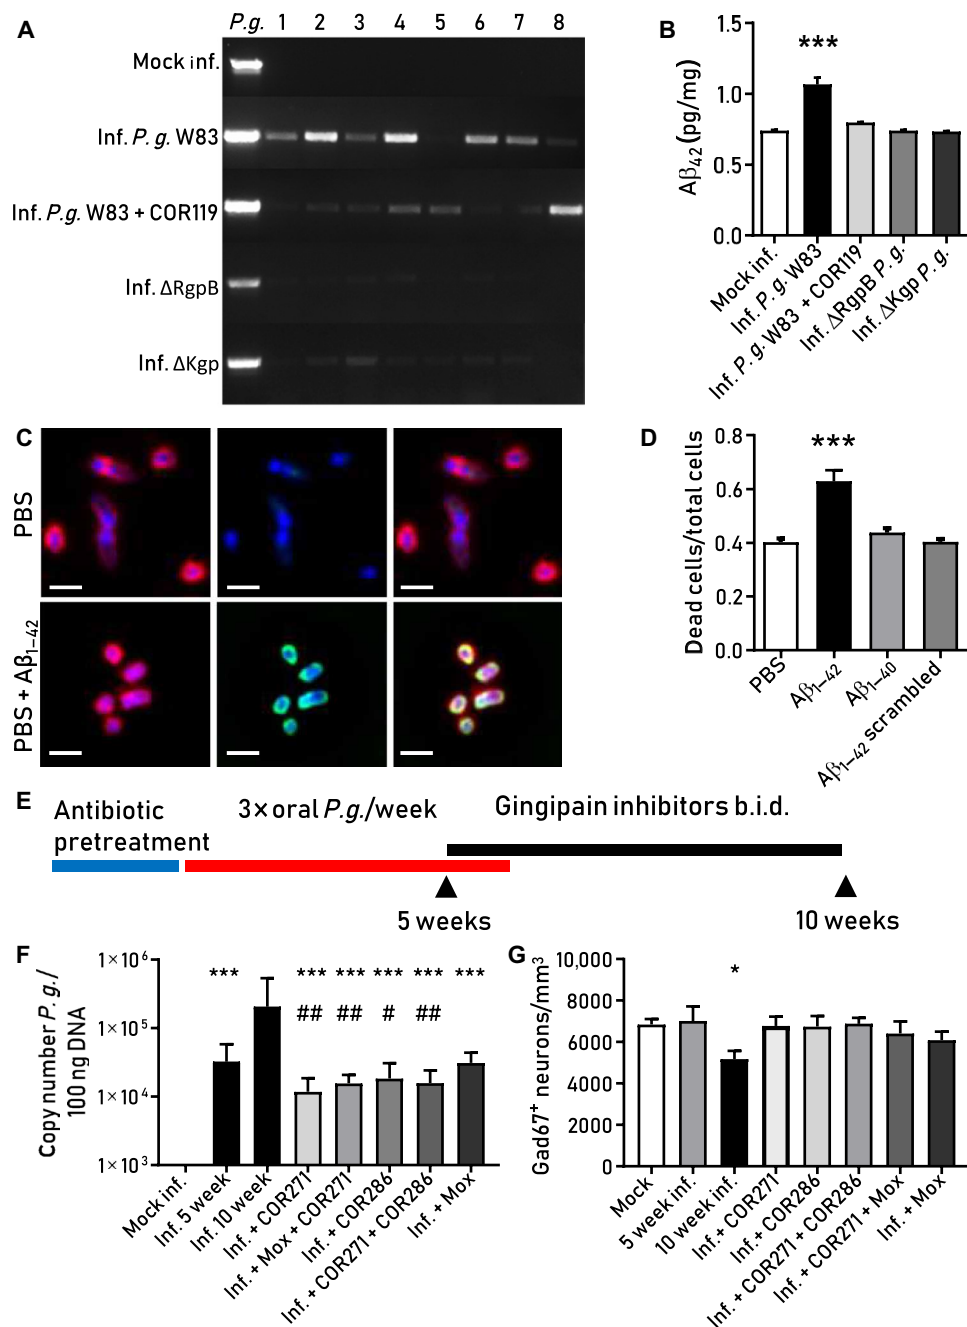 A
P.g. 1 2 3 4 5 6 7 8
Mock inf.
Inf. P.g. W83
Inf. P.g. W83 + COR119
Inf. ΔRgpB
Inf. ΔKgp
B
1.5
1.0
0.5
0.0
Aβ42 (pg/mg)
***
Mock inf.
Inf. P.g. W83
Inf. P.g. W83 + COR119
Inf. ΔRgpB P.g.
Inf. ΔKgp P.g.
C
PBS
PBS + Aβ1–42
D
0.8
0.6
0.4
0.2
0.0
Dead cells/total cells
***
PBS
Aβ1–42
Aβ1–40
Aβ1–42 scrambled
E
Antibiotic
pretreatment
3× oral P.g./week
Gingipain inhibitors b.i.d.
5 weeks
10 weeks
F
1×10⁶
1×10⁵
1×10⁴
1×10³
Copy number P.g./
100 ng DNA
*** *** *** *** *** ***
## ## # ##
Mock inf.
Inf. 5 week
Inf. 10 week
Inf. + COR271
Inf. + Mox + COR271
Inf. + COR286
Inf. + COR271 + COR286
Inf. + Mox
G
10,000
8000
6000
4000
2000
0
Gad67⁺ neurons/mm³
*
Mock
5 week inf.
10 week inf.
Inf. + COR271
Inf. + COR286
Inf. + COR271 + COR286
Inf. + COR271 + Mox
Inf. + Mox